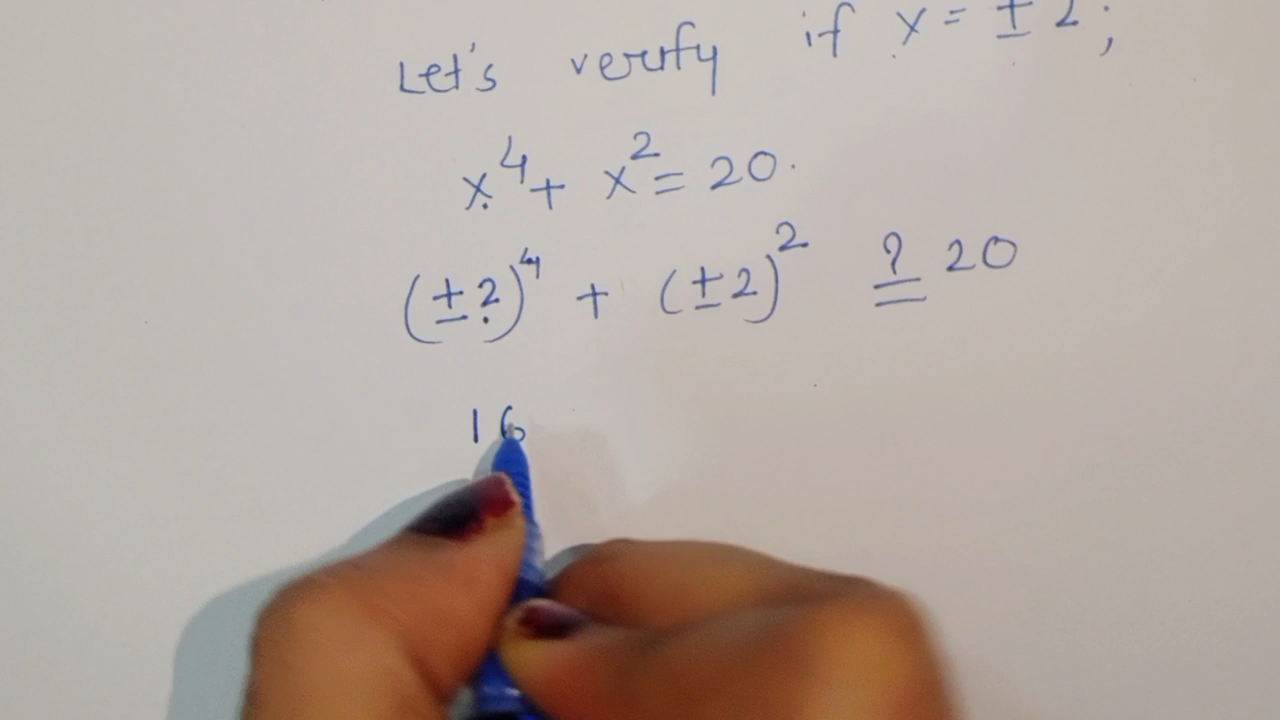 Let's verify if x = ± 2;
x⁴ + x² = 20.
(± 2)⁴ + (± 2)² ≟ 20
16